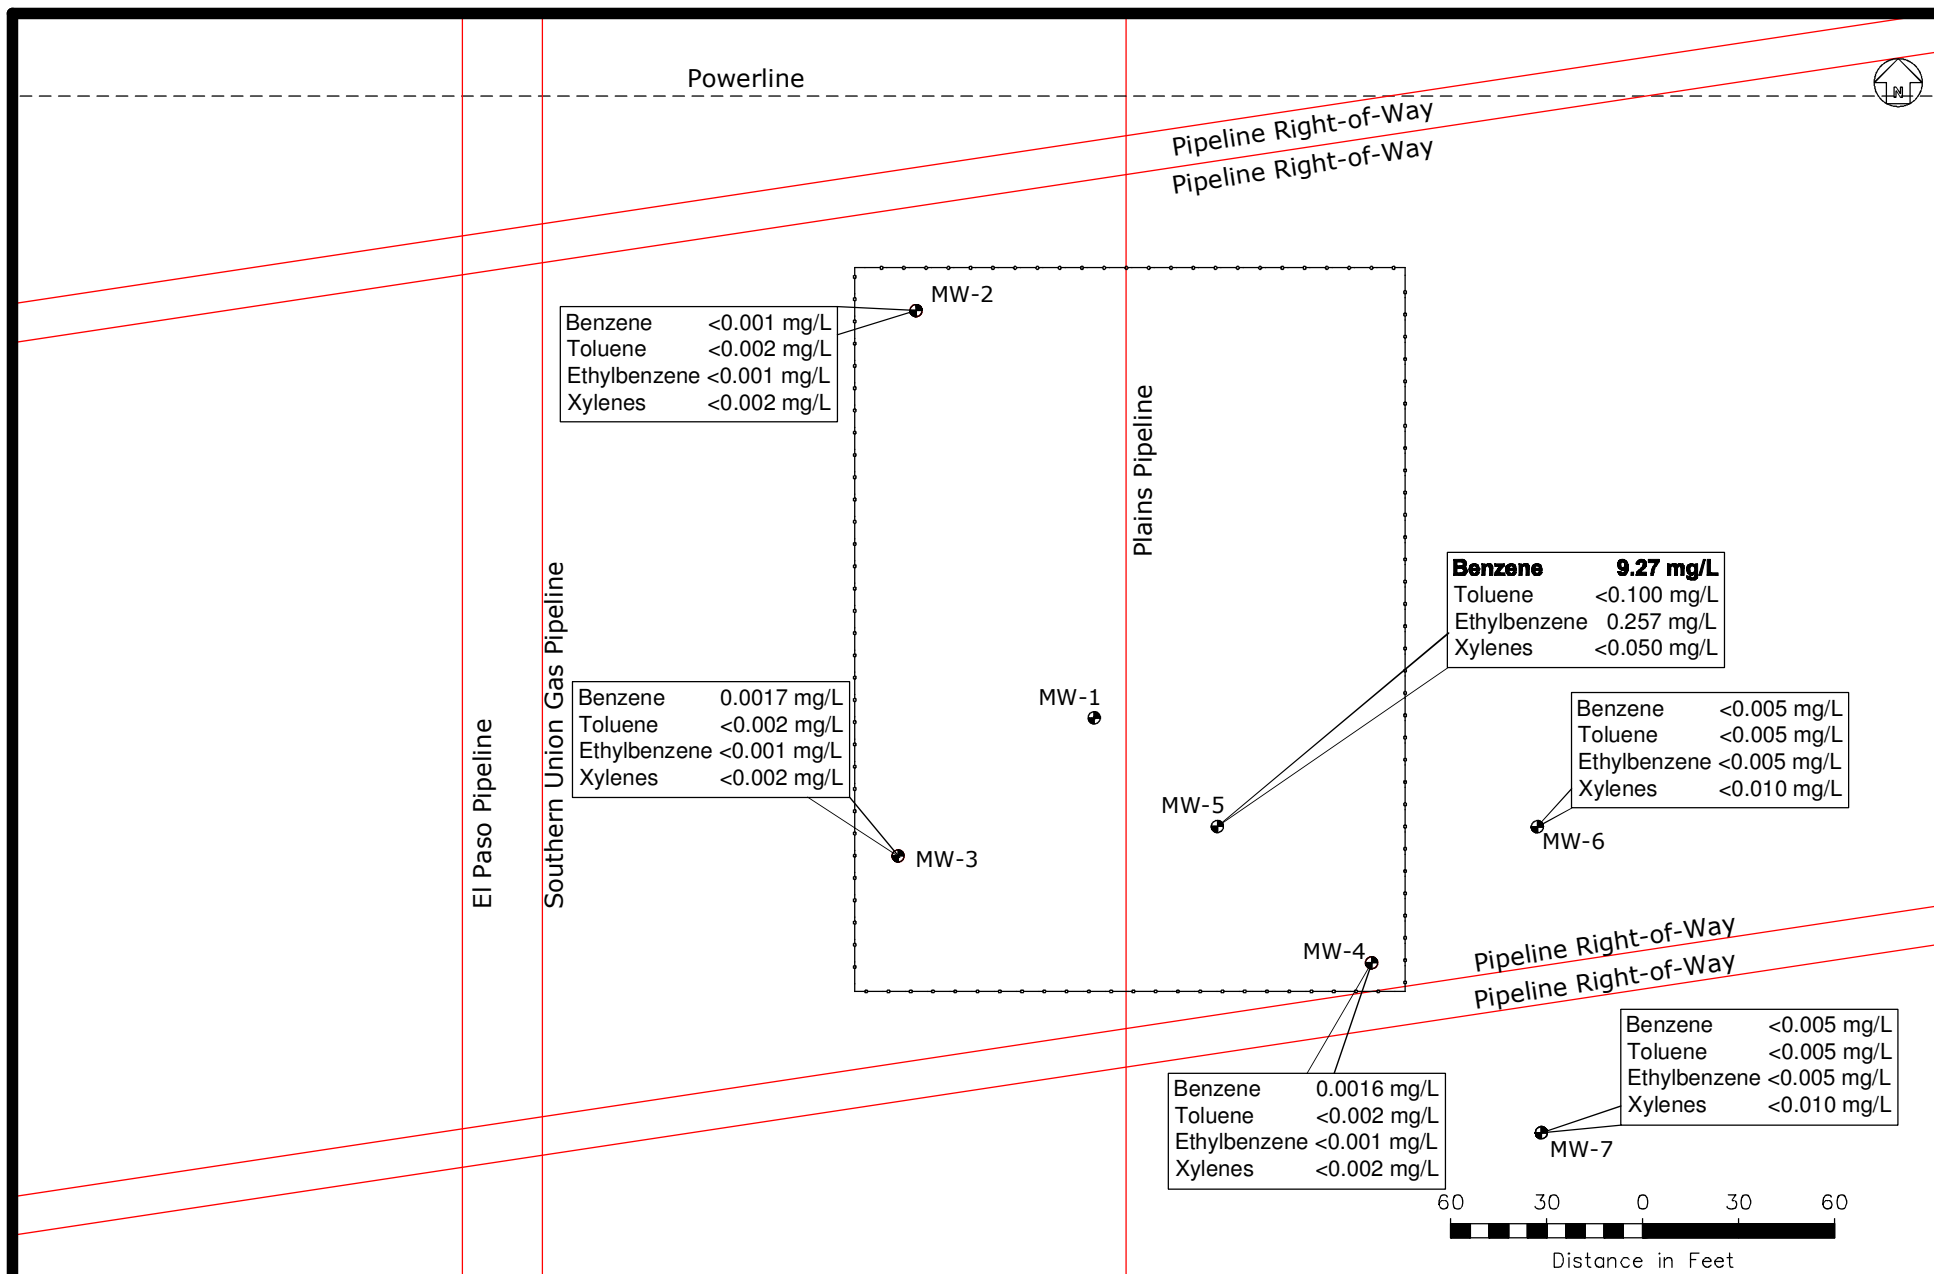 Powerline
N
Pipeline Right-of-Way
Pipeline Right-of-Way
MW-2
Benzene <0.001 mg/L
Toluene <0.002 mg/L
Ethylbenzene <0.001 mg/L
Xylenes <0.002 mg/L
Plains Pipeline
Southern Union Gas Pipeline
El Paso Pipeline
Benzene 9.27 mg/L
Toluene <0.100 mg/L
Ethylbenzene 0.257 mg/L
Xylenes <0.050 mg/L
Benzene 0.0017 mg/L
Toluene <0.002 mg/L
Ethylbenzene <0.001 mg/L
Xylenes <0.002 mg/L
MW-1
Benzene <0.005 mg/L
Toluene <0.005 mg/L
Ethylbenzene <0.005 mg/L
Xylenes <0.010 mg/L
MW-5
MW-6
MW-3
MW-4
Pipeline Right-of-Way
Pipeline Right-of-Way
Benzene <0.005 mg/L
Toluene <0.005 mg/L
Ethylbenzene <0.005 mg/L
Xylenes <0.010 mg/L
Benzene 0.0016 mg/L
Toluene <0.002 mg/L
Ethylbenzene <0.001 mg/L
Xylenes <0.002 mg/L
MW-7
60 30 0 30 60
Distance in Feet